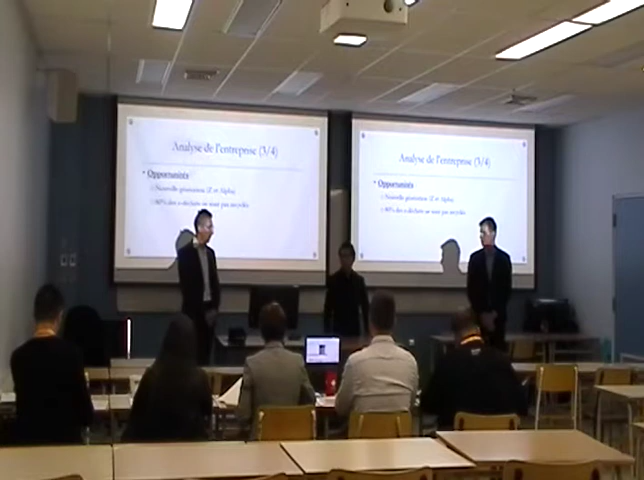 Analyse de l'entreprise (3/4)
• Opportunités
○ Nouvelle génération (Z et Alpha)
○ 80% des e-déchets ne sont pas recyclés
Analyse de l'entreprise (3/4)
• Opportunités
○ Nouvelle génération (Z et Alpha)
○ 80% des e-déchets ne sont pas recyclés